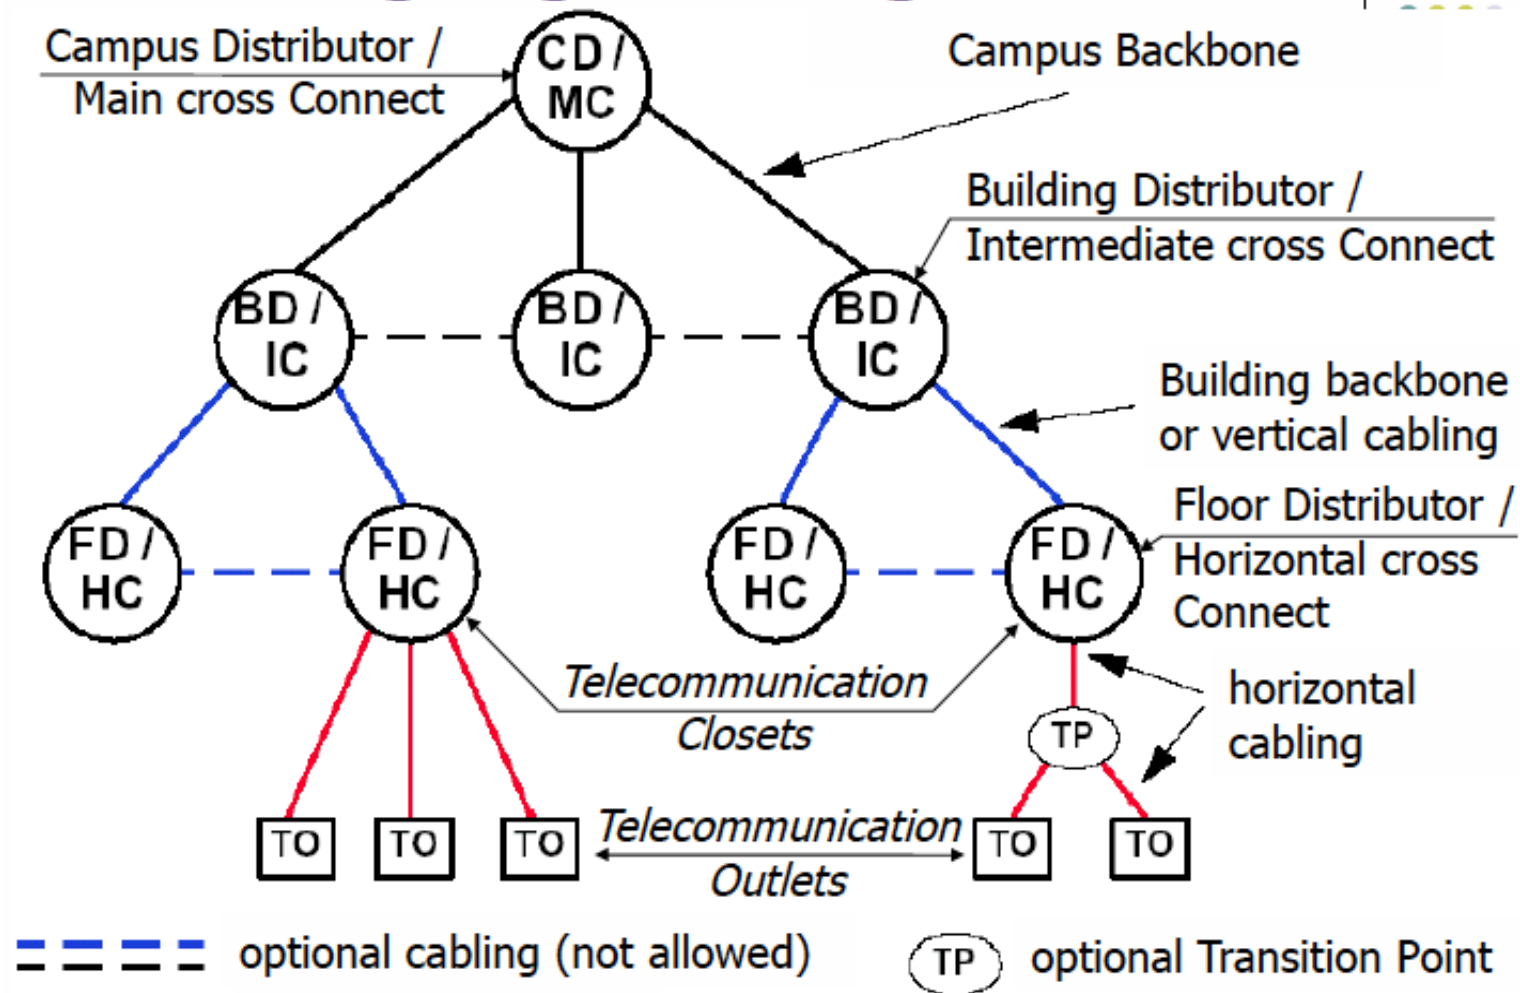 Campus Distributor /
Main cross Connect
CD /
MC
Campus Backbone
Building Distributor /
Intermediate cross Connect
BD /
IC
BD /
IC
BD /
IC
Building backbone
or vertical cabling
Floor Distributor /
Horizontal cross
Connect
FD /
HC
FD /
HC
FD /
HC
FD /
HC
Telecommunication
Closets
horizontal
cabling
TP
TO
TO
TO
Telecommunication
Outlets
TO
TO
optional cabling (not allowed)
TP
optional Transition Point